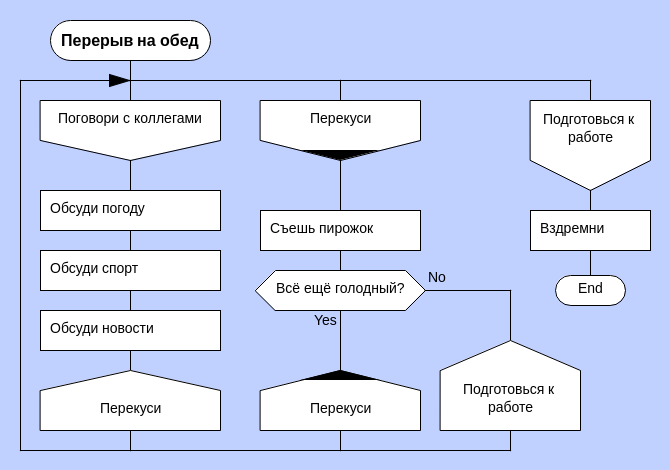 Перерыв на обед
Поговори с коллегами
Обсуди погоду
Обсуди спорт
Обсуди новости
Перекуси
Перекуси
Съешь пирожок
Всё ещё голодный?
No
Yes
Перекуси
Подготовься к
работе
Подготовься к
работе
Вздремни
End